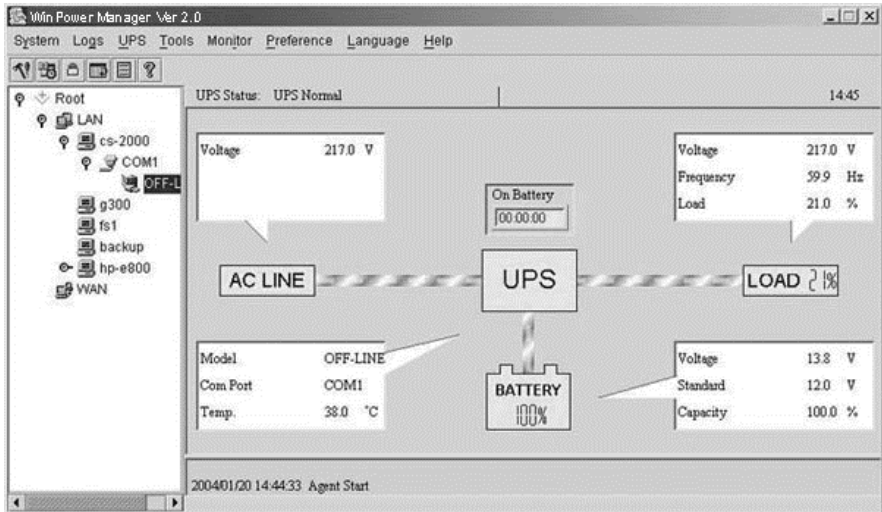 Win Power Manager Ver 2.0
System Logs UPS Tools Monitor Preference Language Help
Root
LAN
cs-2000
COM1
OFF-L
g300
fs1
backup
hp-e800
WAN
UPS Status: UPS Normal 14:45
Voltage 217.0 V
On Battery
00:00:00
Voltage 217.0 V
Frequency 59.9 Hz
Load 21.0 %
AC LINE
UPS
LOAD 21%
Model OFF-LINE
Com Port COM1
Temp. 38.0 °C
BATTERY
100%
Voltage 13.8 V
Standard 12.0 V
Capacity 100.0 %
2004/01/20 14:44:33 Agent Start